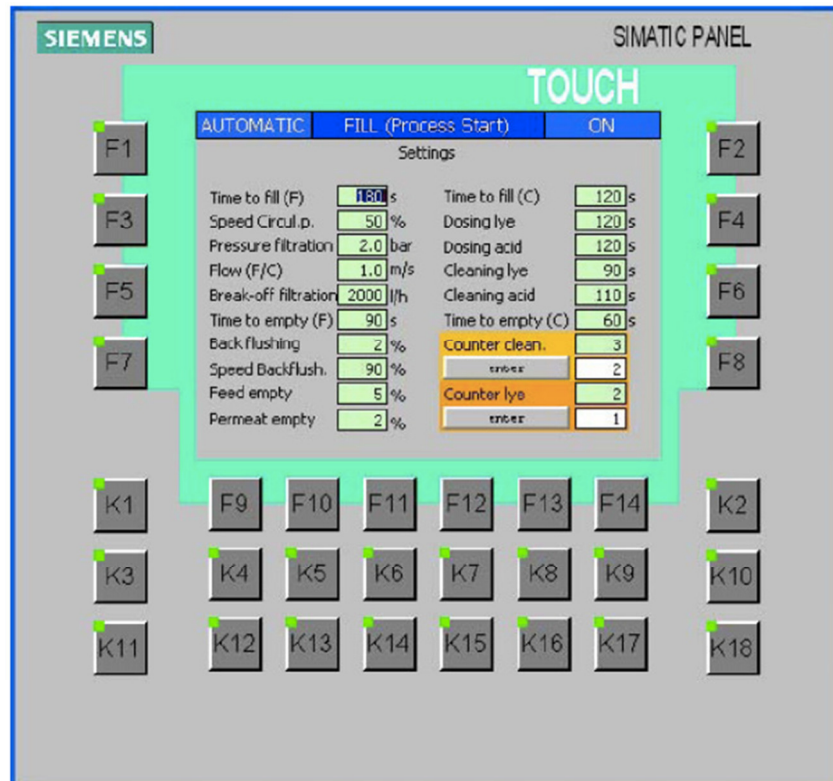 SIEMENS
SIMATIC PANEL
TOUCH
AUTOMATIC FILL (Process Start) ON
Settings
Time to fill (F) 180 s Time to fill (C) 120 s
Speed Circul.p. 50 % Dosing lye 120 s
Pressure filtration 2.0 bar Dosing acid 120 s
Flow (F/C) 1.0 m/s Cleaning lye 90 s
Break-off filtration 2000 l/h Cleaning acid 110 s
Time to empty (F) 90 s Time to empty (C) 60 s
Back flushing 2 % Counter clean. 3
Speed Backflush. 90 % enter 2
Feed empty 5 % Counter lye 2
Permeat empty 2 % enter 1
F1 F2
F3 F4
F5 F6
F7 F8
K1 F9 F10 F11 F12 F13 F14 K2
K3 K4 K5 K6 K7 K8 K9 K10
K11 K12 K13 K14 K15 K16 K17 K18